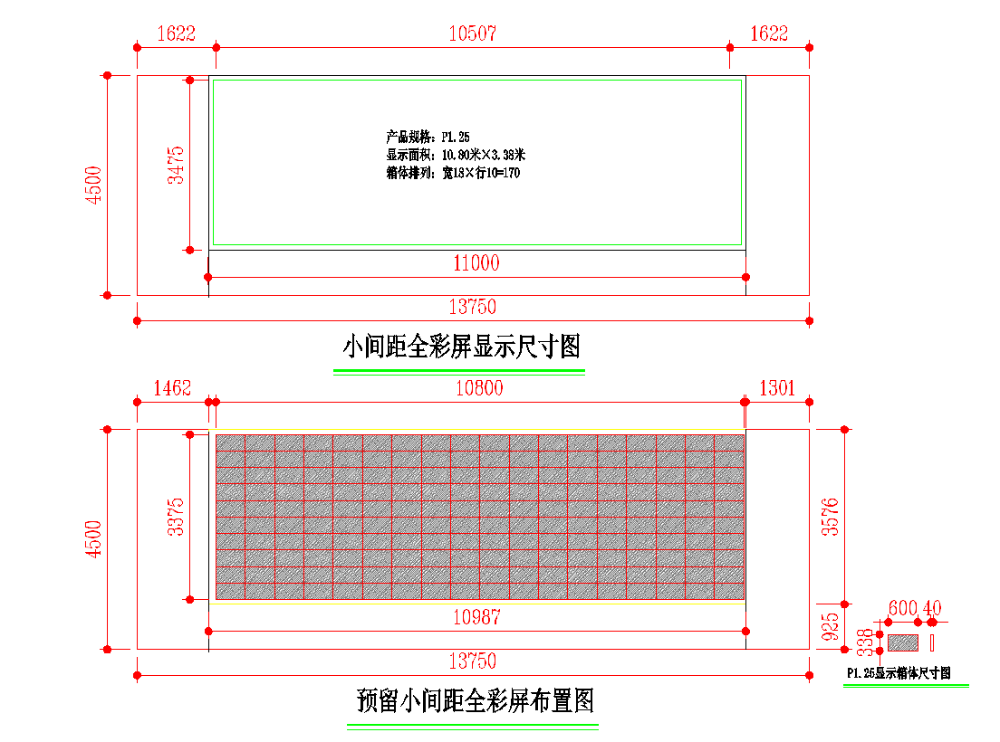 1622 10507 1622
4500
3475
产品规格：P1.25
显示面积：10.80米×3.38米
箱体排列：宽18×行10=170
11000
13750
小间距全彩屏显示尺寸图
1462 10800 1301
4500
3375
3576
925
10987
13750
预留小间距全彩屏布置图
600 40
338
P1.25显示箱体尺寸图